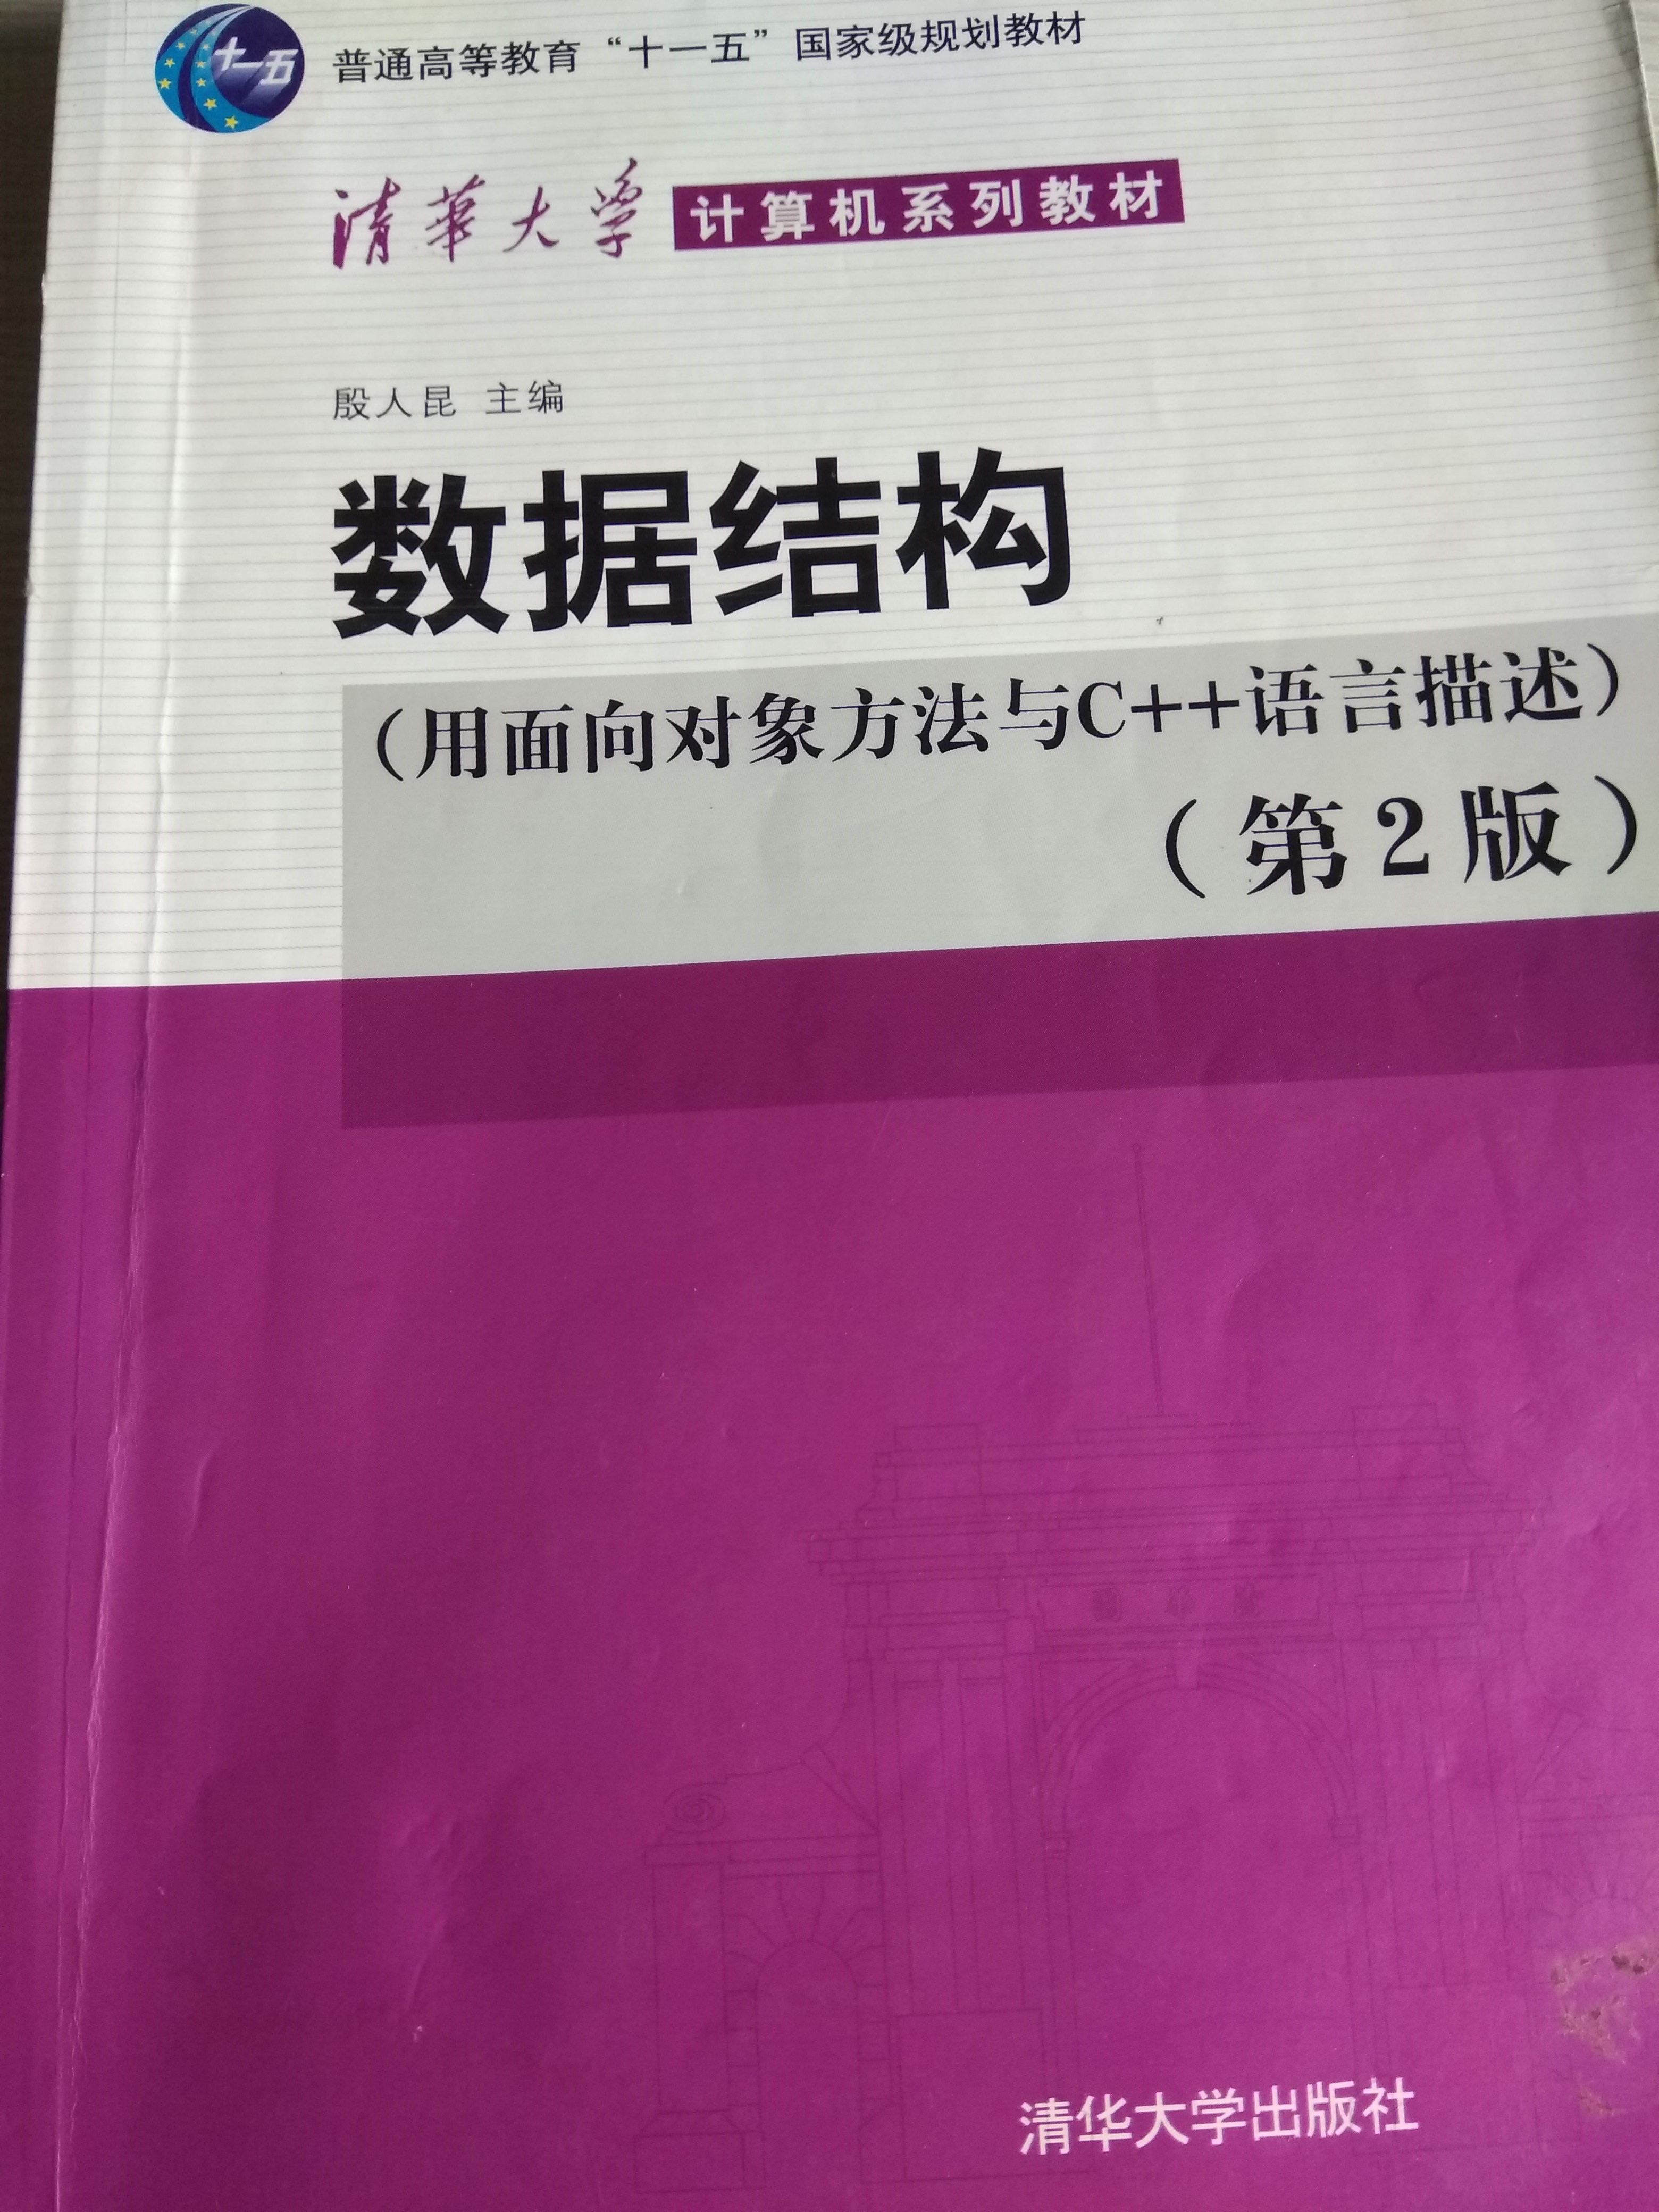 十一五
普通高等教育“十一五”国家级规划教材
清華大学 计算机系列教材
殷人昆 主编
数据结构
（用面向对象方法与C++语言描述）
（第2版）
清华大学出版社